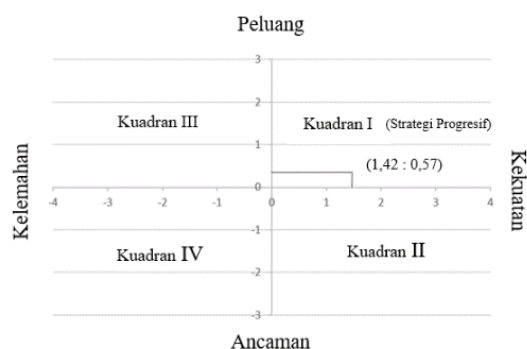 Peluang
3
2
Kuadran III
Kuadran I (Strategi Progresif)
1
(1,42 : 0,57)
Kelemahan
Kekuatan
0
-4 -3 -2 -1 0 1 2 3 4
-1
Kuadran IV
Kuadran II
-2
-3
Ancaman